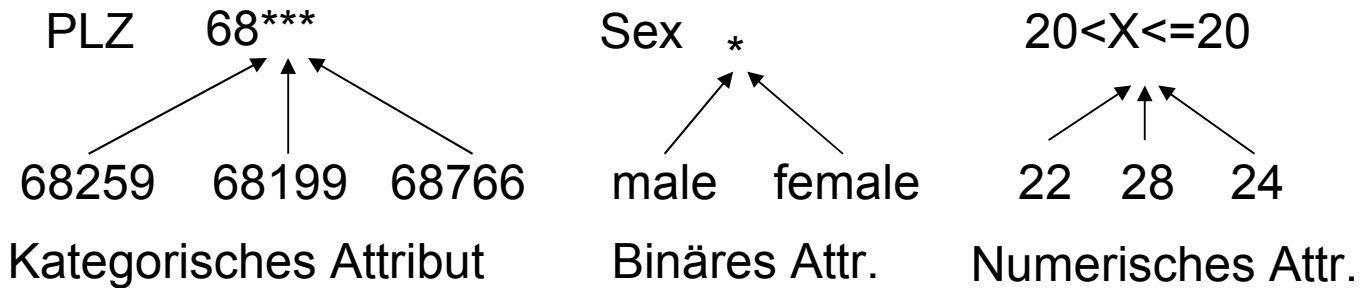 PLZ 68*** Sex * 20<X<=20
68259 68199 68766 male female 22 28 24
Kategorisches Attribut Binäres Attr. Numerisches Attr.